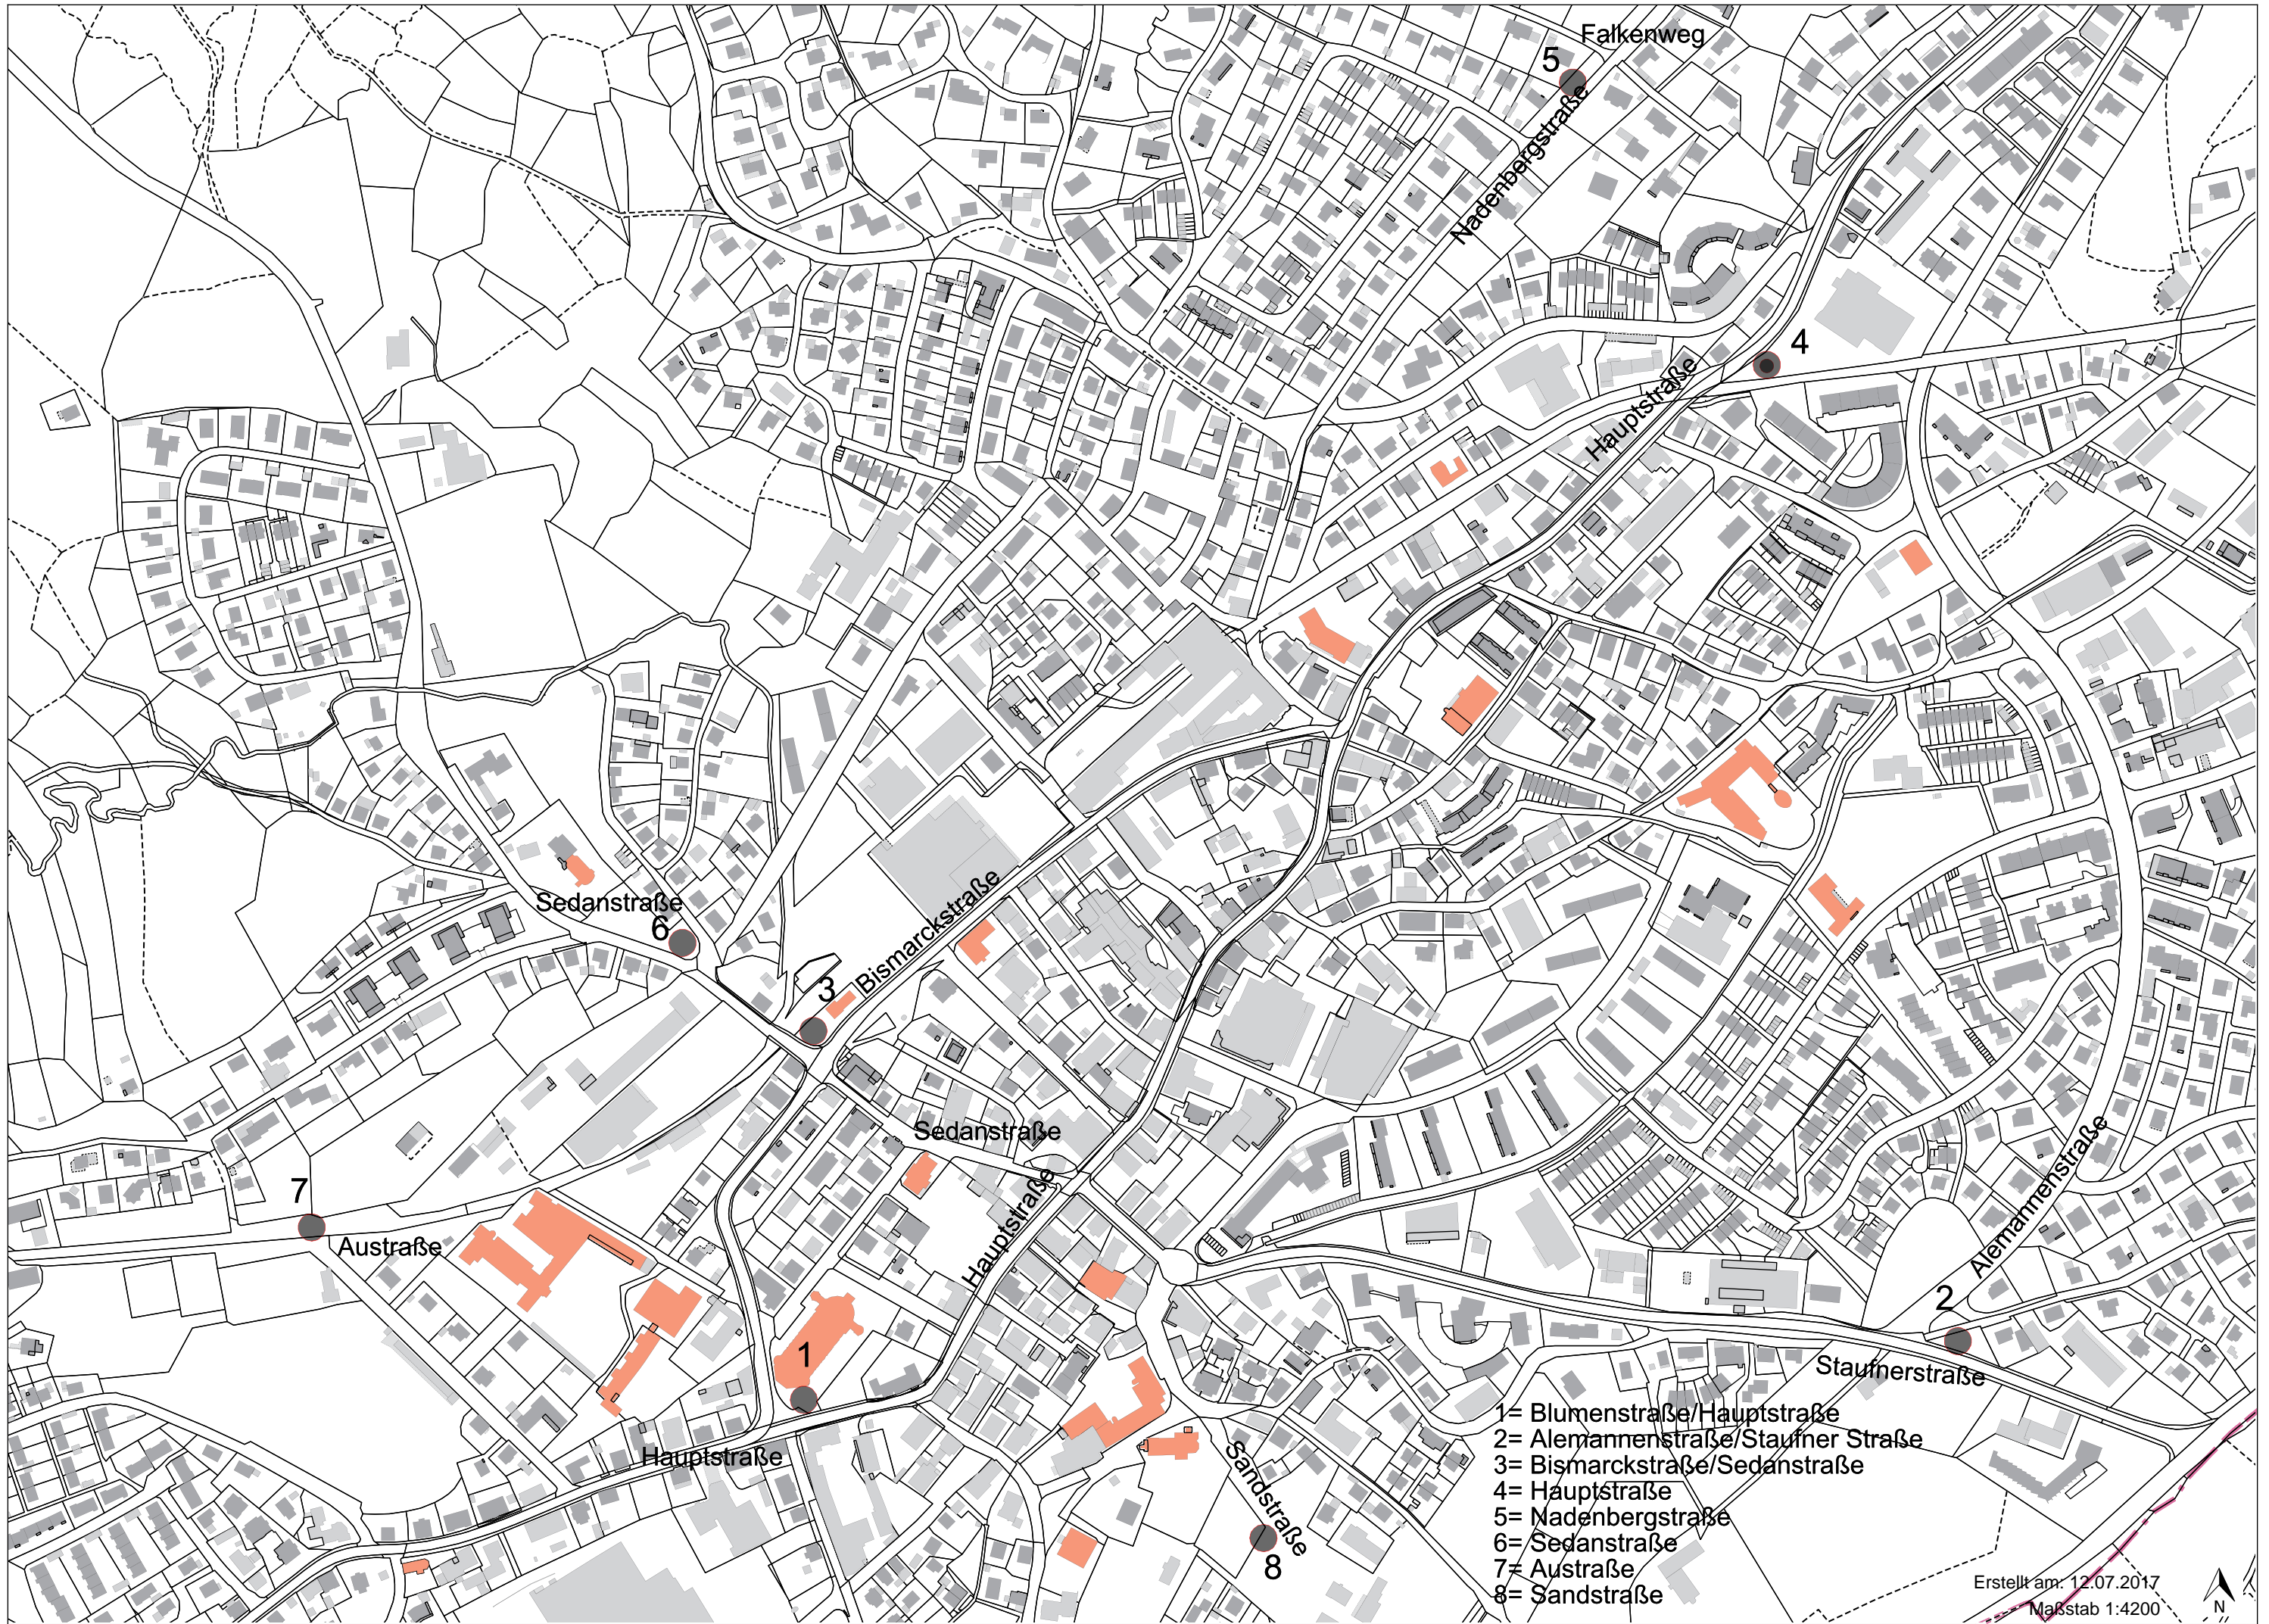 Falkenweg
5
Nadenbergstraße
4
Hauptstraße
Sedanstraße
6
Bismarckstraße
3
Sedanstraße
7
Austraße
Hauptstraße
Alemannenstraße
2
Staufnerstraße
1
Hauptstraße
Sandstraße
8
1= Blumenstraße/Hauptstraße
2= Alemannenstraße/Staufner Straße
3= Bismarckstraße/Sedanstraße
4= Hauptstraße
5= Nadenbergstraße
6= Sedanstraße
7= Austraße
8= Sandstraße
Erstellt am: 12.07.2017
Maßstab 1:4200
N